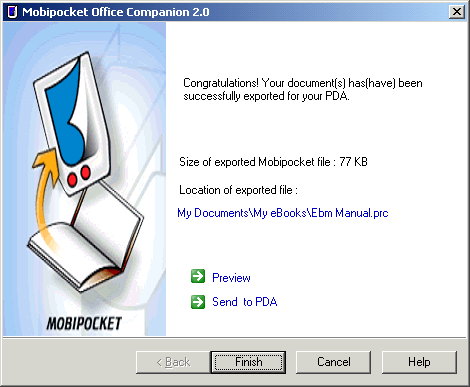 Mobipocket Office Companion 2.0
Congratulations! Your document(s) has(have) been
successfully exported for your PDA.
Size of exported Mobipocket file : 77 KB
Location of exported file :
My Documents\My eBooks\Ebm Manual.prc
Preview
Send to PDA
MOBIPOCKET
< Back
Finish
Cancel
Help